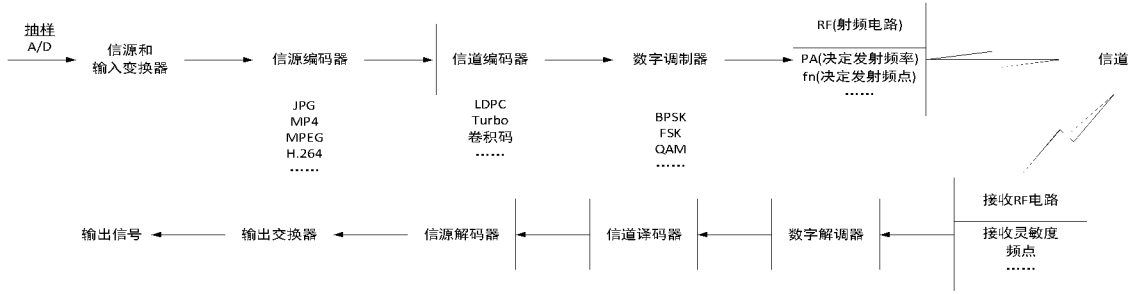 抽样
A/D
信源和
输入变换器
信源编码器
JPG
MP4
MPEG
H.264
……
信道编码器
LDPC
Turbo
卷积码
……
数字调制器
BPSK
FSK
QAM
……
RF(射频电路)
PA(决定发射频率)
fn(决定发射频点)
……
信道
接收RF电路
接收灵敏度
频点
……
数字解调器
信道译码器
信源解码器
输出交换器
输出信号